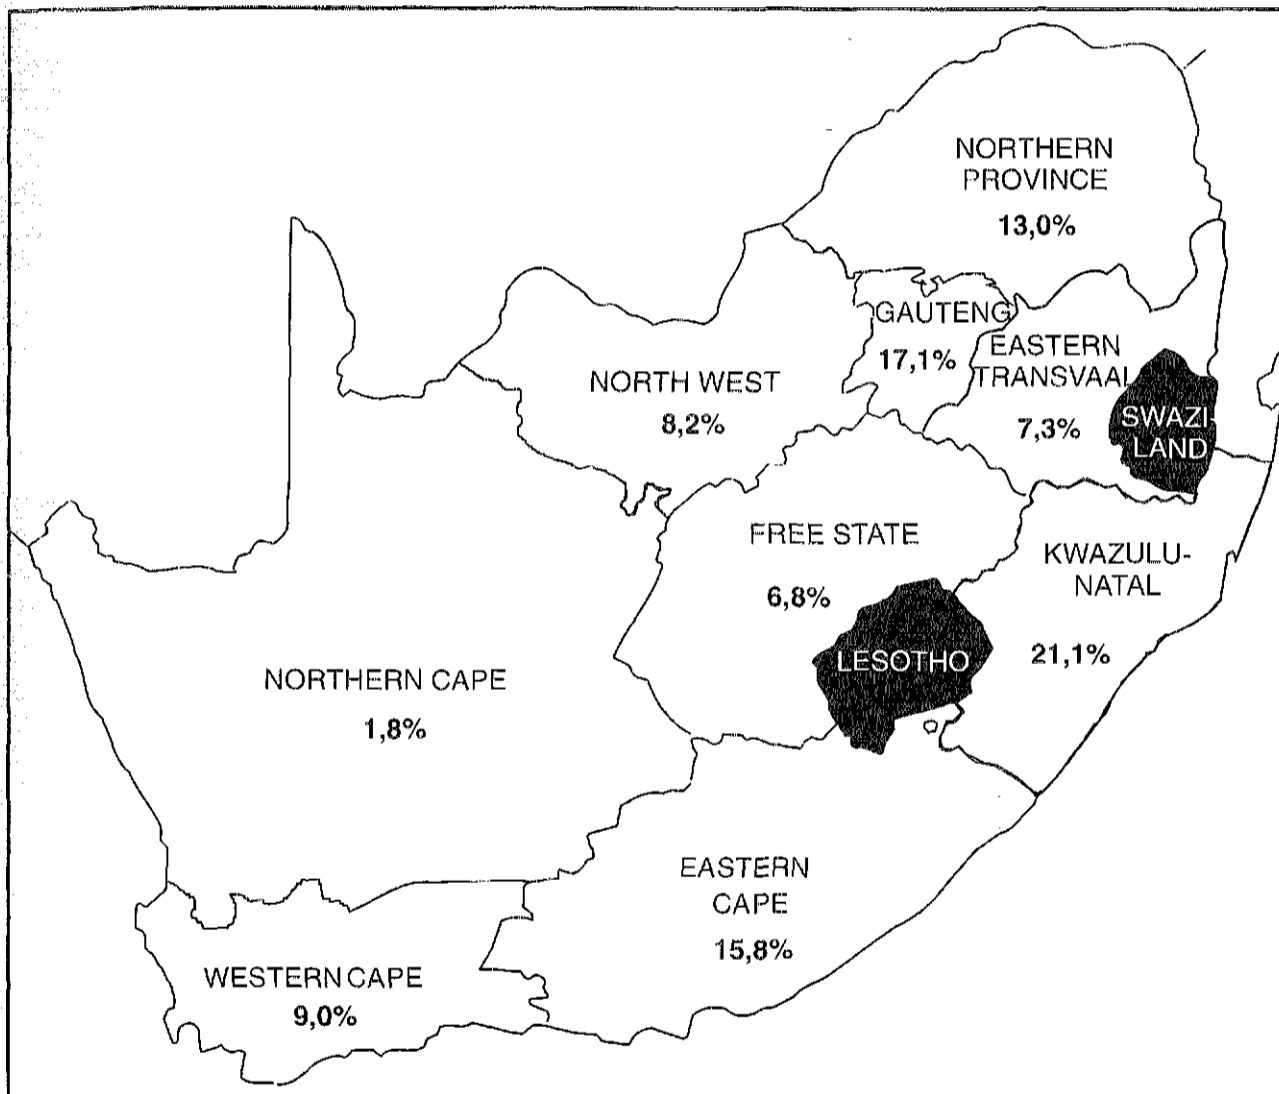 NORTHERN
PROVINCE
13,0%
GAUTENG
17,1%
EASTERN
TRANSVAAL
7,3%
SWAZI-
LAND
NORTH WEST
8,2%
FREE STATE
6,8%
KWAZULU-
NATAL
21,1%
LESOTHO
NORTHERN CAPE
1,8%
EASTERN
CAPE
15,8%
WESTERN CAPE
9,0%